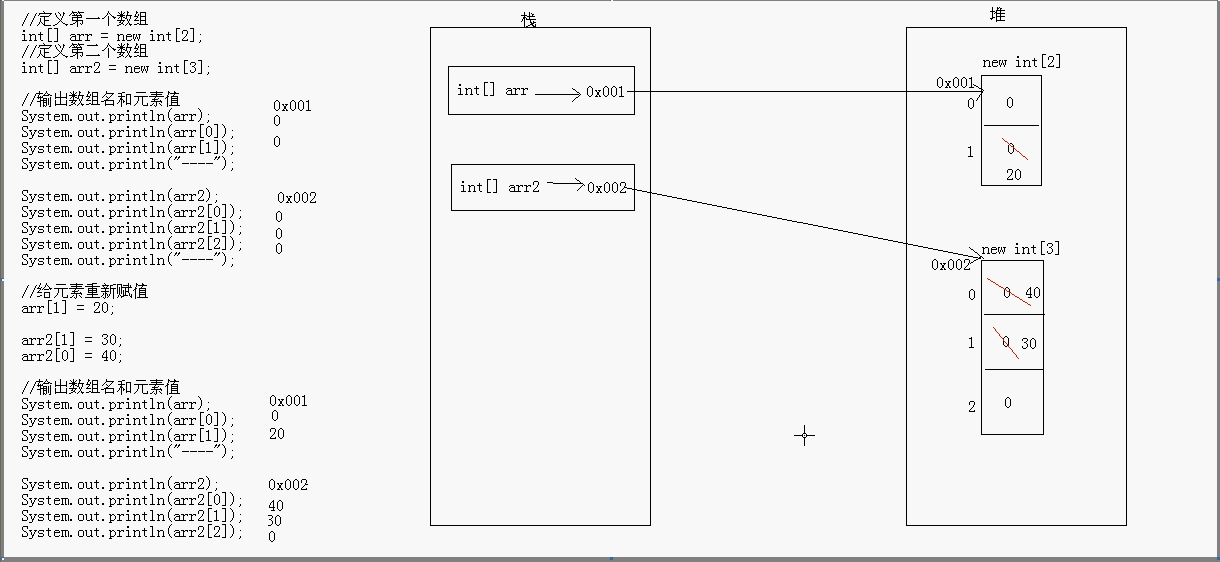 //定义第一个数组
int[] arr = new int[2];
//定义第二个数组
int[] arr2 = new int[3];
//输出数组名和元素值
System.out.println(arr); 0x001
System.out.println(arr[0]); 0
System.out.println(arr[1]); 0
System.out.println("----");
System.out.println(arr2); 0x002
System.out.println(arr2[0]); 0
System.out.println(arr2[1]); 0
System.out.println(arr2[2]); 0
System.out.println("----");
//给元素重新赋值
arr[1] = 20;
arr2[1] = 30;
arr2[0] = 40;
//输出数组名和元素值
System.out.println(arr); 0x001
System.out.println(arr[0]); 0
System.out.println(arr[1]); 20
System.out.println("----");
System.out.println(arr2); 0x002
System.out.println(arr2[0]); 40
System.out.println(arr2[1]); 30
System.out.println(arr2[2]); 0
栈
int[] arr 0x001
int[] arr2 0x002
堆
new int[2]
0x001
0 0
1 0
20
new int[3]
0x002
0 0 40
1 0 30
2 0